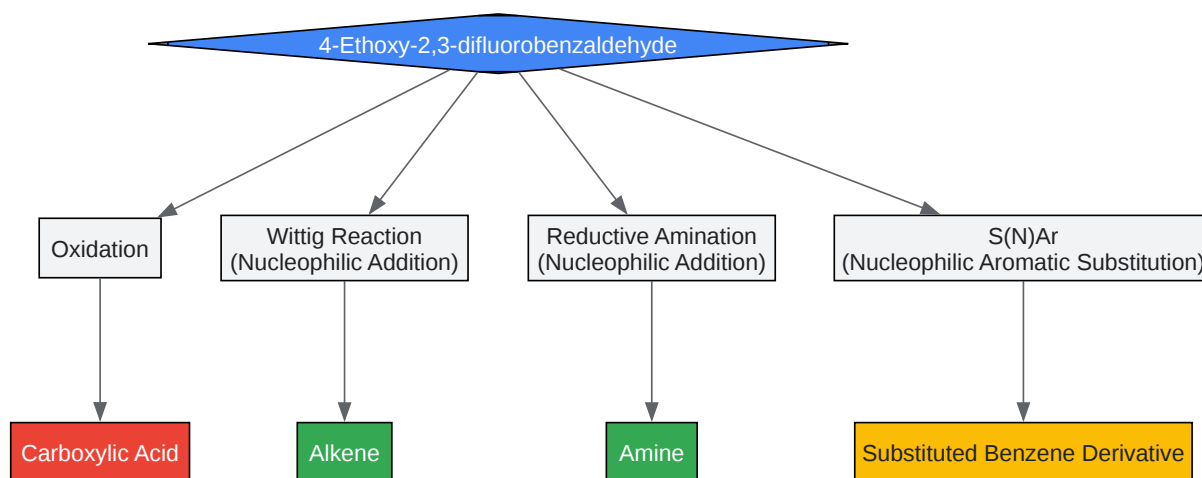 4-Ethoxy-2,3-difluorobenzaldehyde
Oxidation
Wittig Reaction
(Nucleophilic Addition)
Reductive Amination
(Nucleophilic Addition)
S(N)Ar
(Nucleophilic Aromatic Substitution)
Carboxylic Acid
Alkene
Amine
Substituted Benzene Derivative